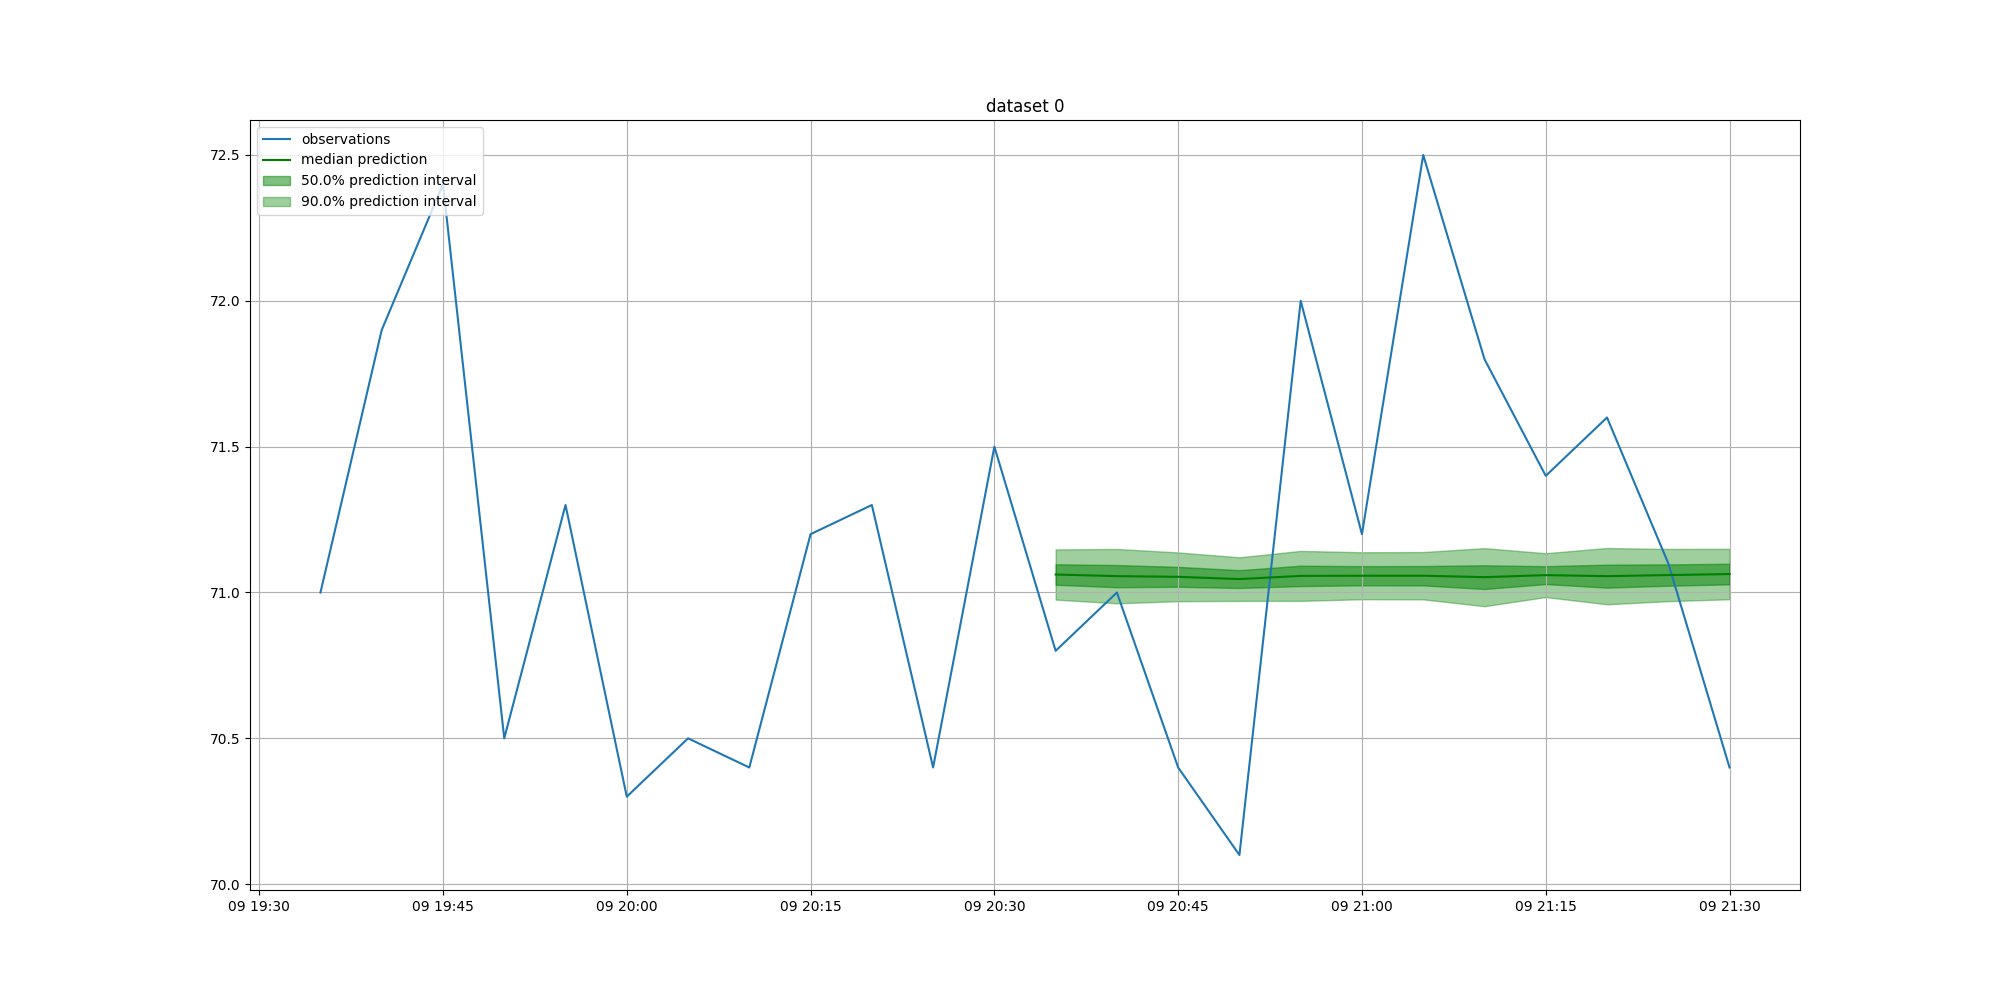 dataset 0
observations
median prediction
50.0% prediction interval
90.0% prediction interval
72.5
72.0
71.5
71.0
70.5
70.0
09 19:30 09 19:45 09 20:00 09 20:15 09 20:30 09 20:45 09 21:00 09 21:15 09 21:30